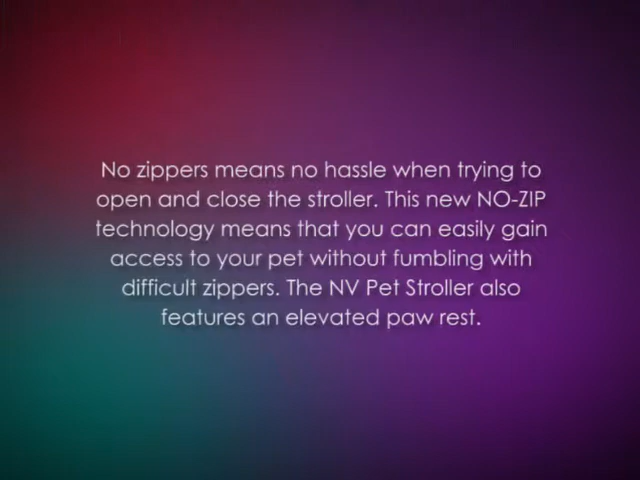 No zippers means no hassle when trying to
open and close the stroller. This new NO-ZIP
technology means that you can easily gain
access to your pet without fumbling with
difficult zippers. The NV Pet Stroller also
features an elevated paw rest.